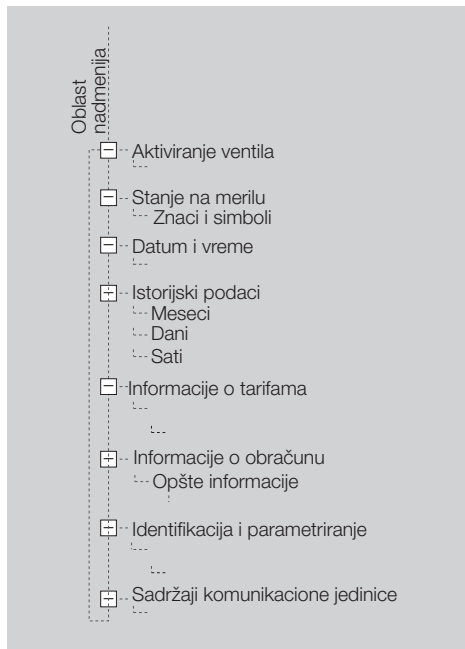 Oblast
nadmenija
Aktiviranje ventila
Stanje na merilu
Znaci i simboli
Datum i vreme
Istorijski podaci
Meseci
Dani
Sati
Informacije o tarifama
Informacije o obračunu
Opšte informacije
Identifikacija i parametriranje
Sadržaji komunikacione jedinice